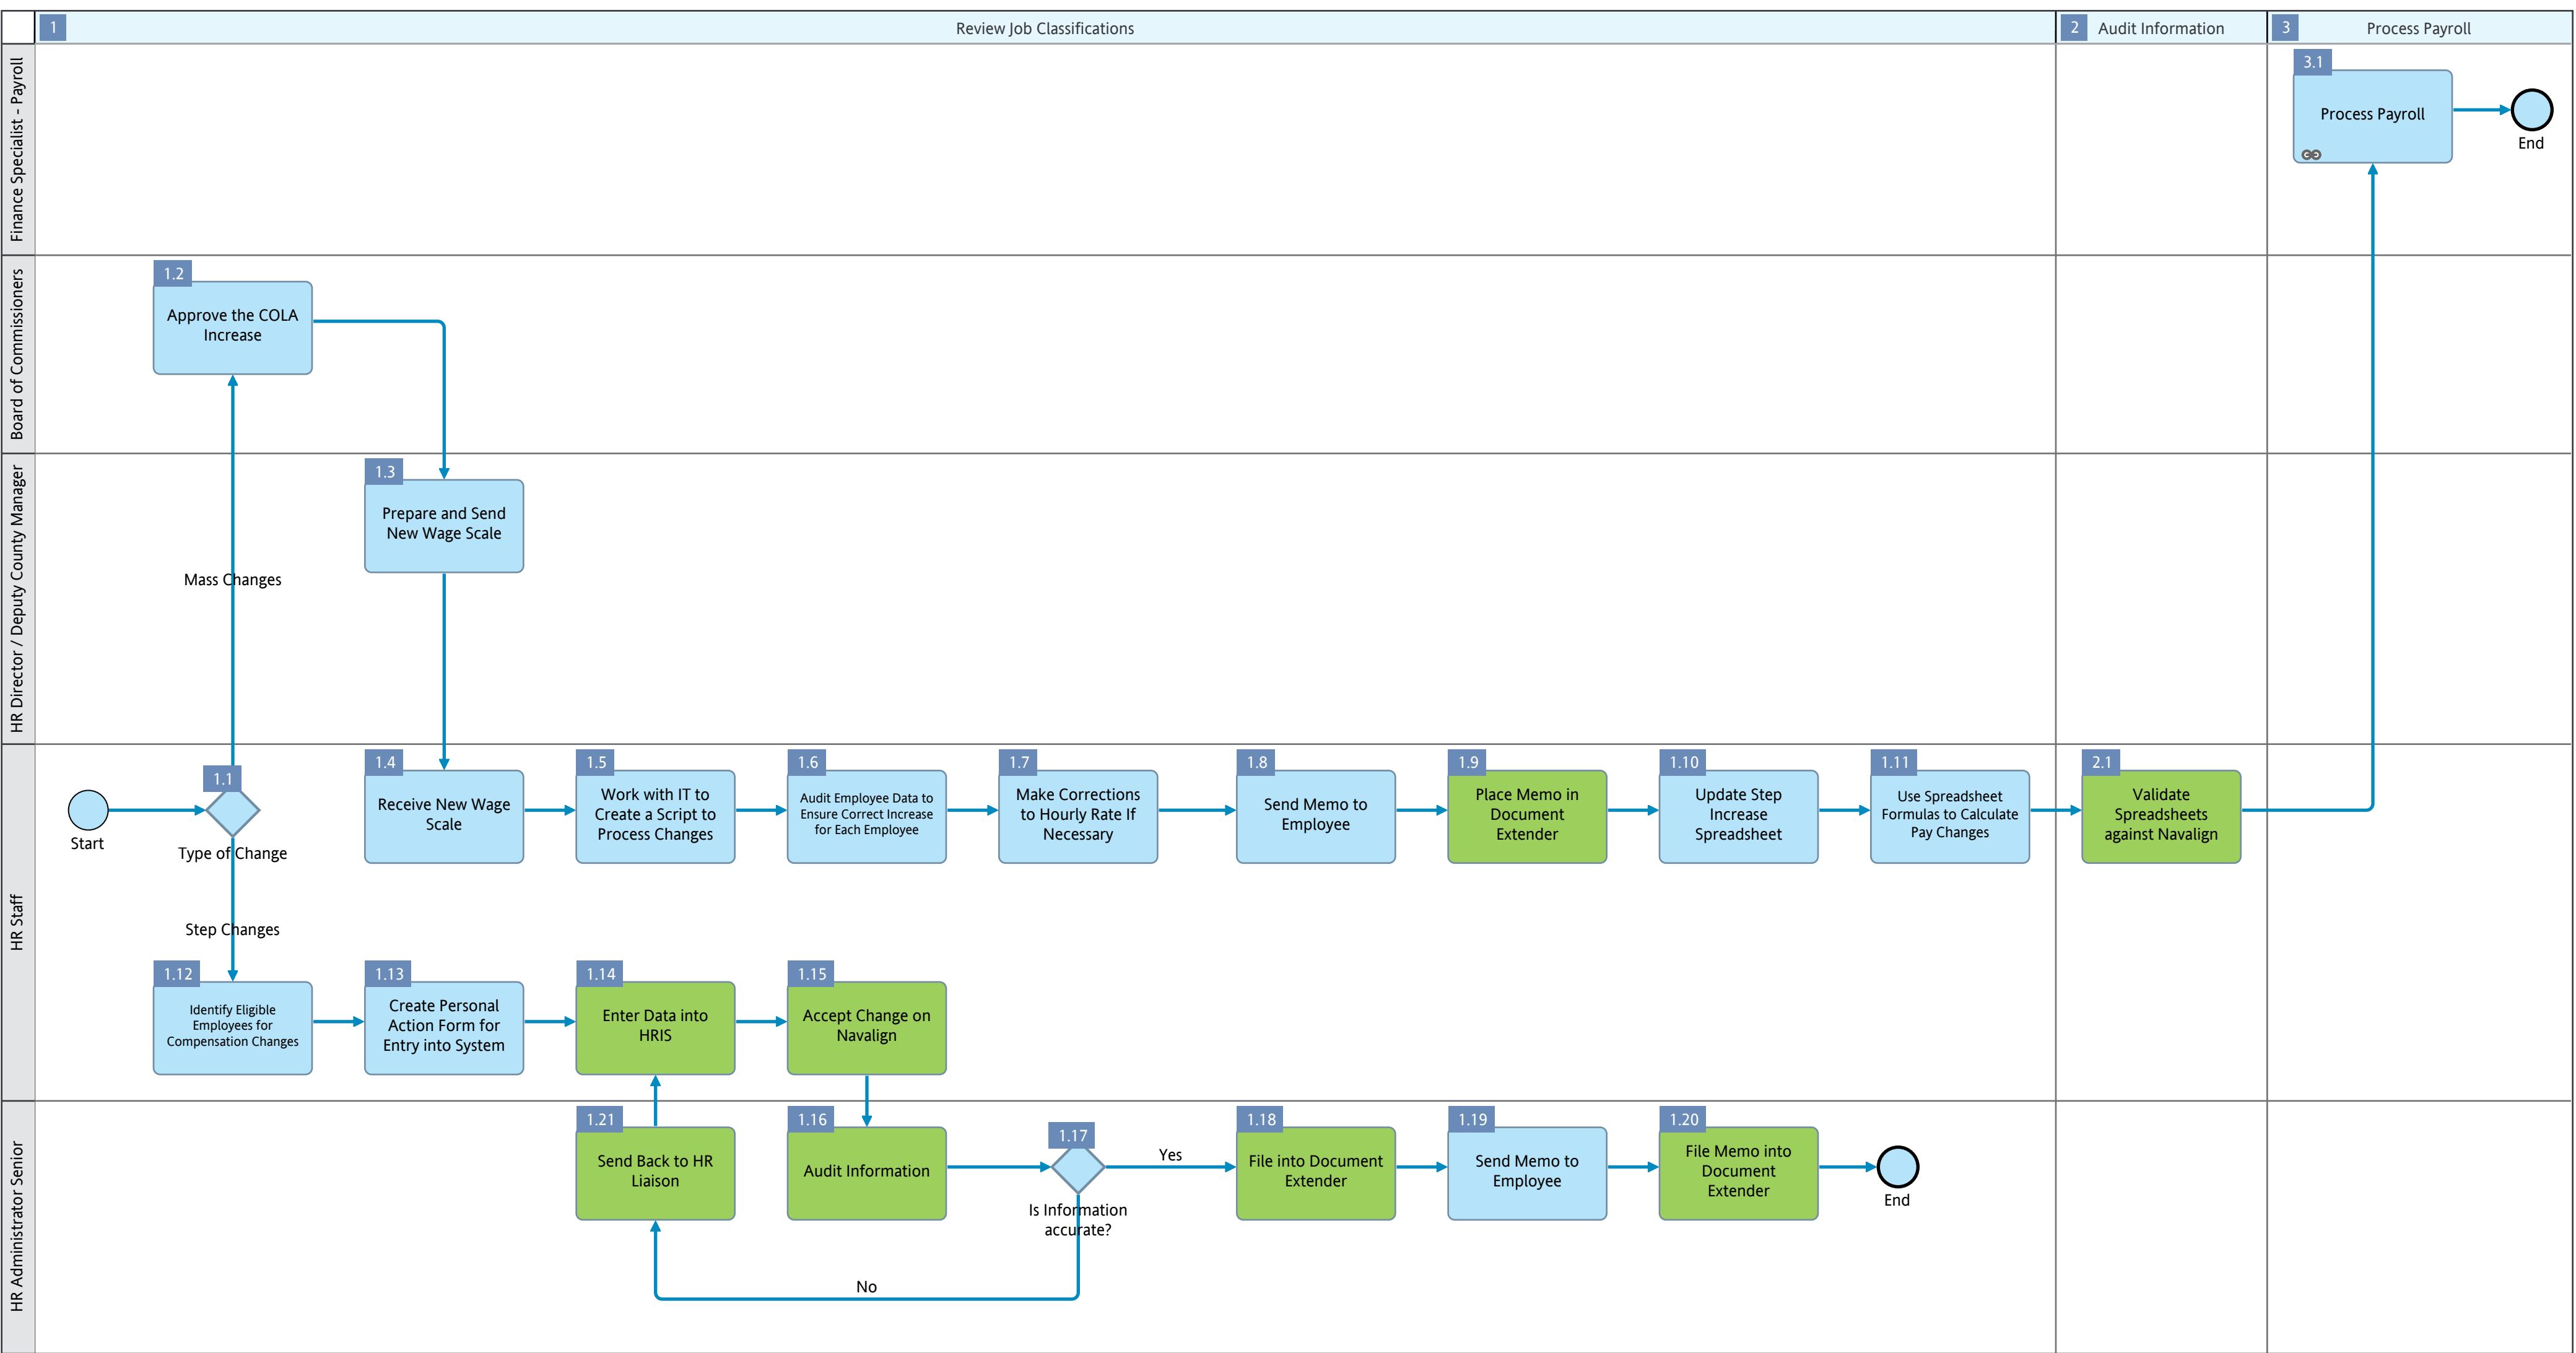 1
Review Job Classifications
2
Audit Information
3
Process Payroll
Finance Specialist - Payroll
3.1
Process Payroll
End
Board of Commissioners
1.2
Approve the COLA
Increase
HR Director / Deputy County Manager
1.3
Prepare and Send
New Wage Scale
Mass Changes
HR Staff
Start
1.1
Type of Change
1.4
Receive New Wage
Scale
1.5
Work with IT to
Create a Script to
Process Changes
1.6
Audit Employee Data to
Ensure Correct Increase
for Each Employee
1.7
Make Corrections
to Hourly Rate If
Necessary
1.8
Send Memo to
Employee
1.9
Place Memo in
Document
Extender
1.10
Update Step
Increase
Spreadsheet
1.11
Use Spreadsheet
Formulas to Calculate
Pay Changes
2.1
Validate
Spreadsheets
against Navalign
Step Changes
1.12
Identify Eligible
Employees for
Compensation Changes
1.13
Create Personal
Action Form for
Entry into System
1.14
Enter Data into
HRIS
1.15
Accept Change on
Navalign
HR Administrator Senior
1.21
Send Back to HR
Liaison
1.16
Audit Information
1.17
Is Information
accurate?
Yes
1.18
File into Document
Extender
1.19
Send Memo to
Employee
1.20
File Memo into
Document
Extender
End
No